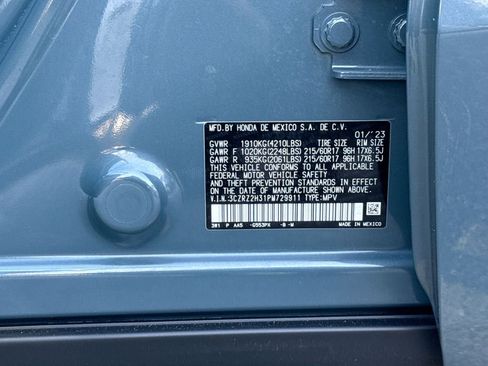 MFD.BY HONDA DE MEXICO S.A. DE C.V. 01/'23
GVWR 1910KG(4210LBS) TIRE SIZE RIM SIZE
GAWR F 1020KG(2248LBS) 215/60R17 96H 17X6.5J
GAWR R 935KG(2061LBS) 215/60R17 96H 17X6.5J
THIS VEHICLE CONFORMS TO ALL APPLICABLE
FEDERAL MOTOR VEHICLE SAFETY
AND THEFT PREVENTION STANDARDS IN EFFECT ON
THE DATE OF MANUFACTURE SHOWN ABOVE.
V.I.N.:3CZRZ2H31PM729911 TYPE:MPV
3W1 P AAS -G553PX -B -M
MADE IN MEXICO